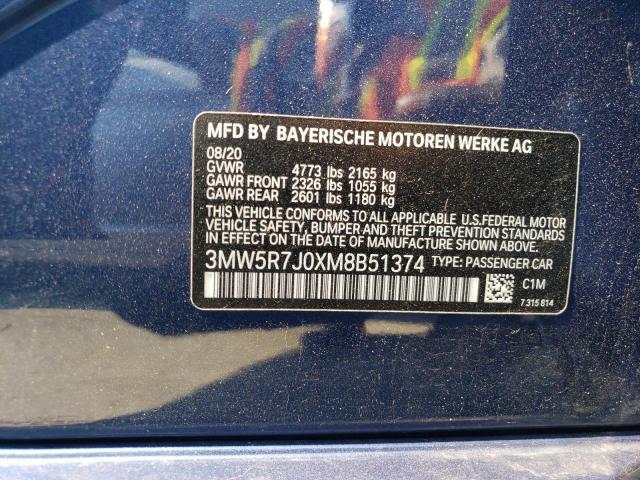 MFD BY BAYERISCHE MOTOREN WERKE AG
08/20
GVWR 4773 lbs 2165 kg
GAWR FRONT 2326 lbs 1055 kg
GAWR REAR 2601 lbs 1180 kg
THIS VEHICLE CONFORMS TO ALL APPLICABLE U.S.FEDERAL MOTOR
VEHICLE SAFETY, BUMPER AND THEFT PREVENTION STANDARDS
IN EFFECT ON THE DATE OF MANUFACTURE SHOWN ABOVE.
3MW5R7J0XM8B51374 TYPE: PASSENGER CAR
C1M
7 315 814